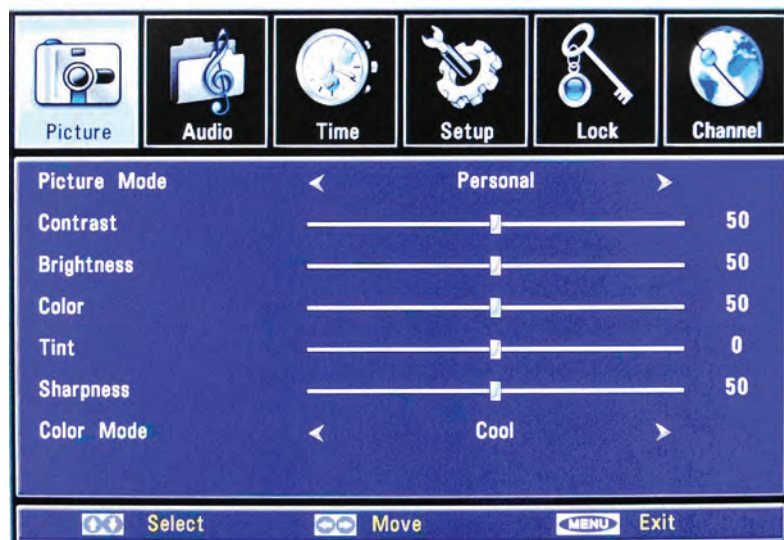 Picture Audio Time Setup Lock Channel
Picture Mode Personal
Contrast 50
Brightness 50
Color 50
Tint 0
Sharpness 50
Color Mode Cool
Select Move MENU Exit